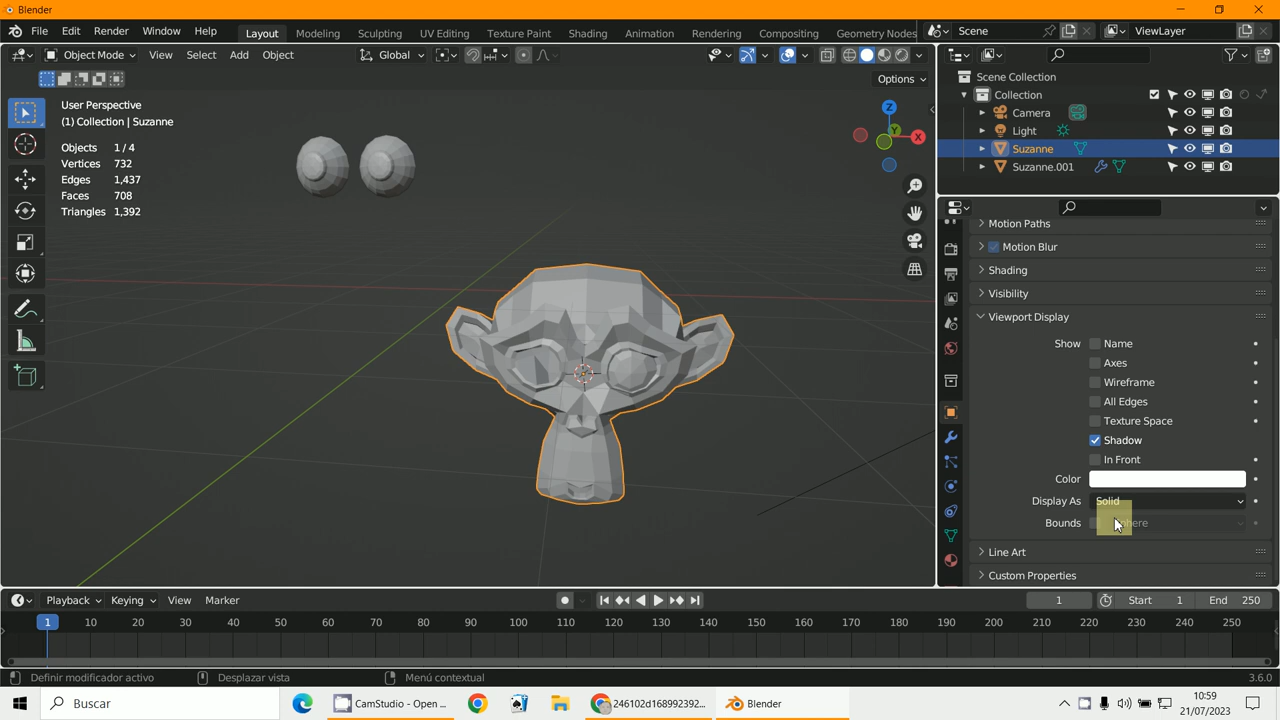 Blender
File Edit Render Window Help Layout Modeling Sculpting UV Editing Texture Paint Shading Animation Rendering Compositing Geometry Nodes Scene ViewLayer
Object Mode View Select Add Object Global
Options
User Perspective
(1) Collection | Suzanne
Objects 1 / 4
Vertices 732
Edges 1,437
Faces 708
Triangles 1,392
Z
Y
X
Scene Collection
Collection
Camera
Light
Suzanne
Suzanne.001
Motion Paths
Motion Blur
Shading
Visibility
Viewport Display
Show Name
Axes
Wireframe
All Edges
Texture Space
Shadow
In Front
Color
Display As Solid
Bounds Sphere
Line Art
Custom Properties
Playback Keying View Marker 1 Start 1 End 250
1 10 20 30 40 50 60 70 80 90 100 110 120 130 140 150 160 170 180 190 200 210 220 230 240 250
Definir modificador activo Desplazar vista Menú contextual 3.6.0
Buscar CamStudio - Open ... 246102d168992392... Blender 10:59
21/07/2023